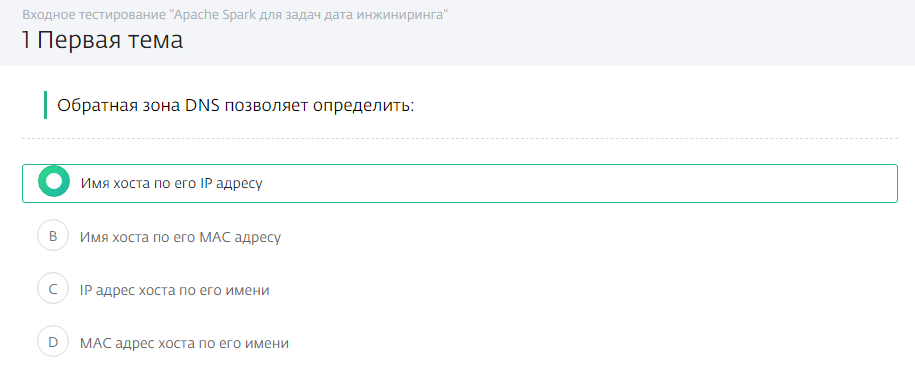 Входное тестирование "Apache Spark для задач дата инжиниринга"
1 Первая тема
Обратная зона DNS позволяет определить:
Имя хоста по его IP адресу
B Имя хоста по его MAC адресу
C IP адрес хоста по его имени
D MAC адрес хоста по его имени